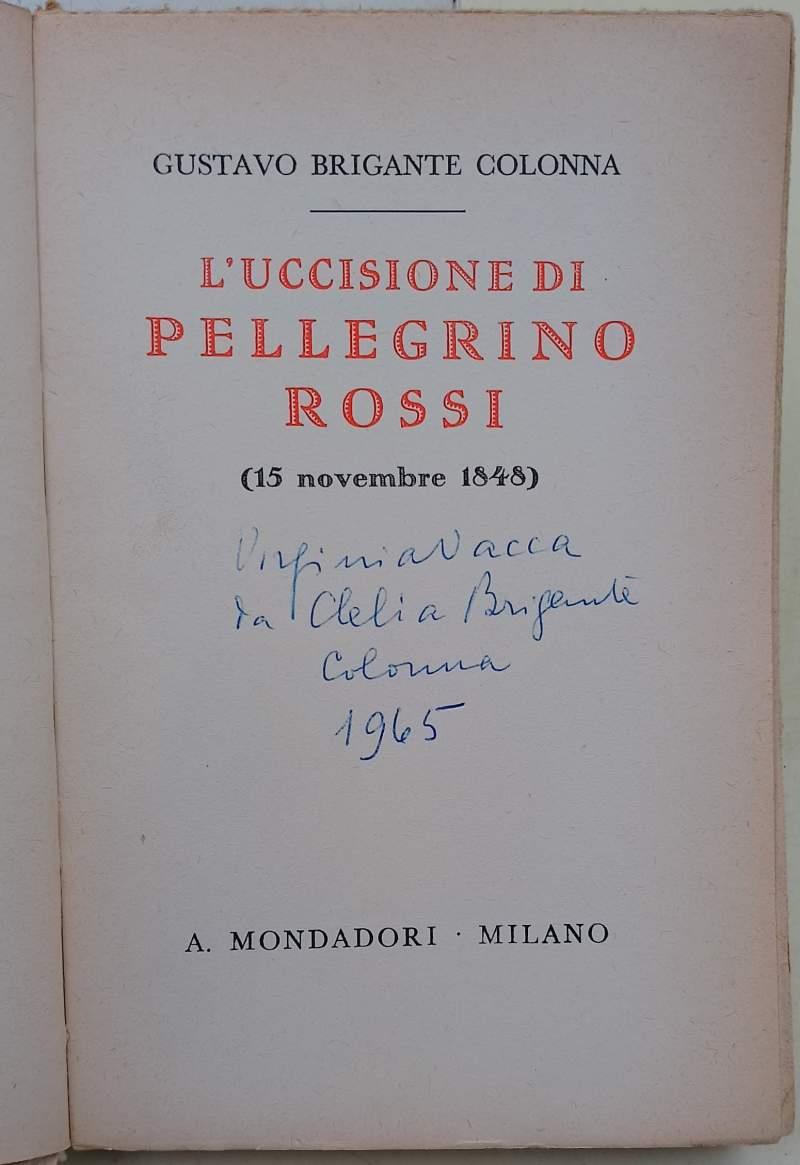 GUSTAVO BRIGANTE COLONNA
L'UCCISIONE DI
PELLEGRINO
ROSSI
(15 novembre 1848)
Virginia Vacca
da Clelia Brigante
Colonna
1965
A. MONDADORI · MILANO